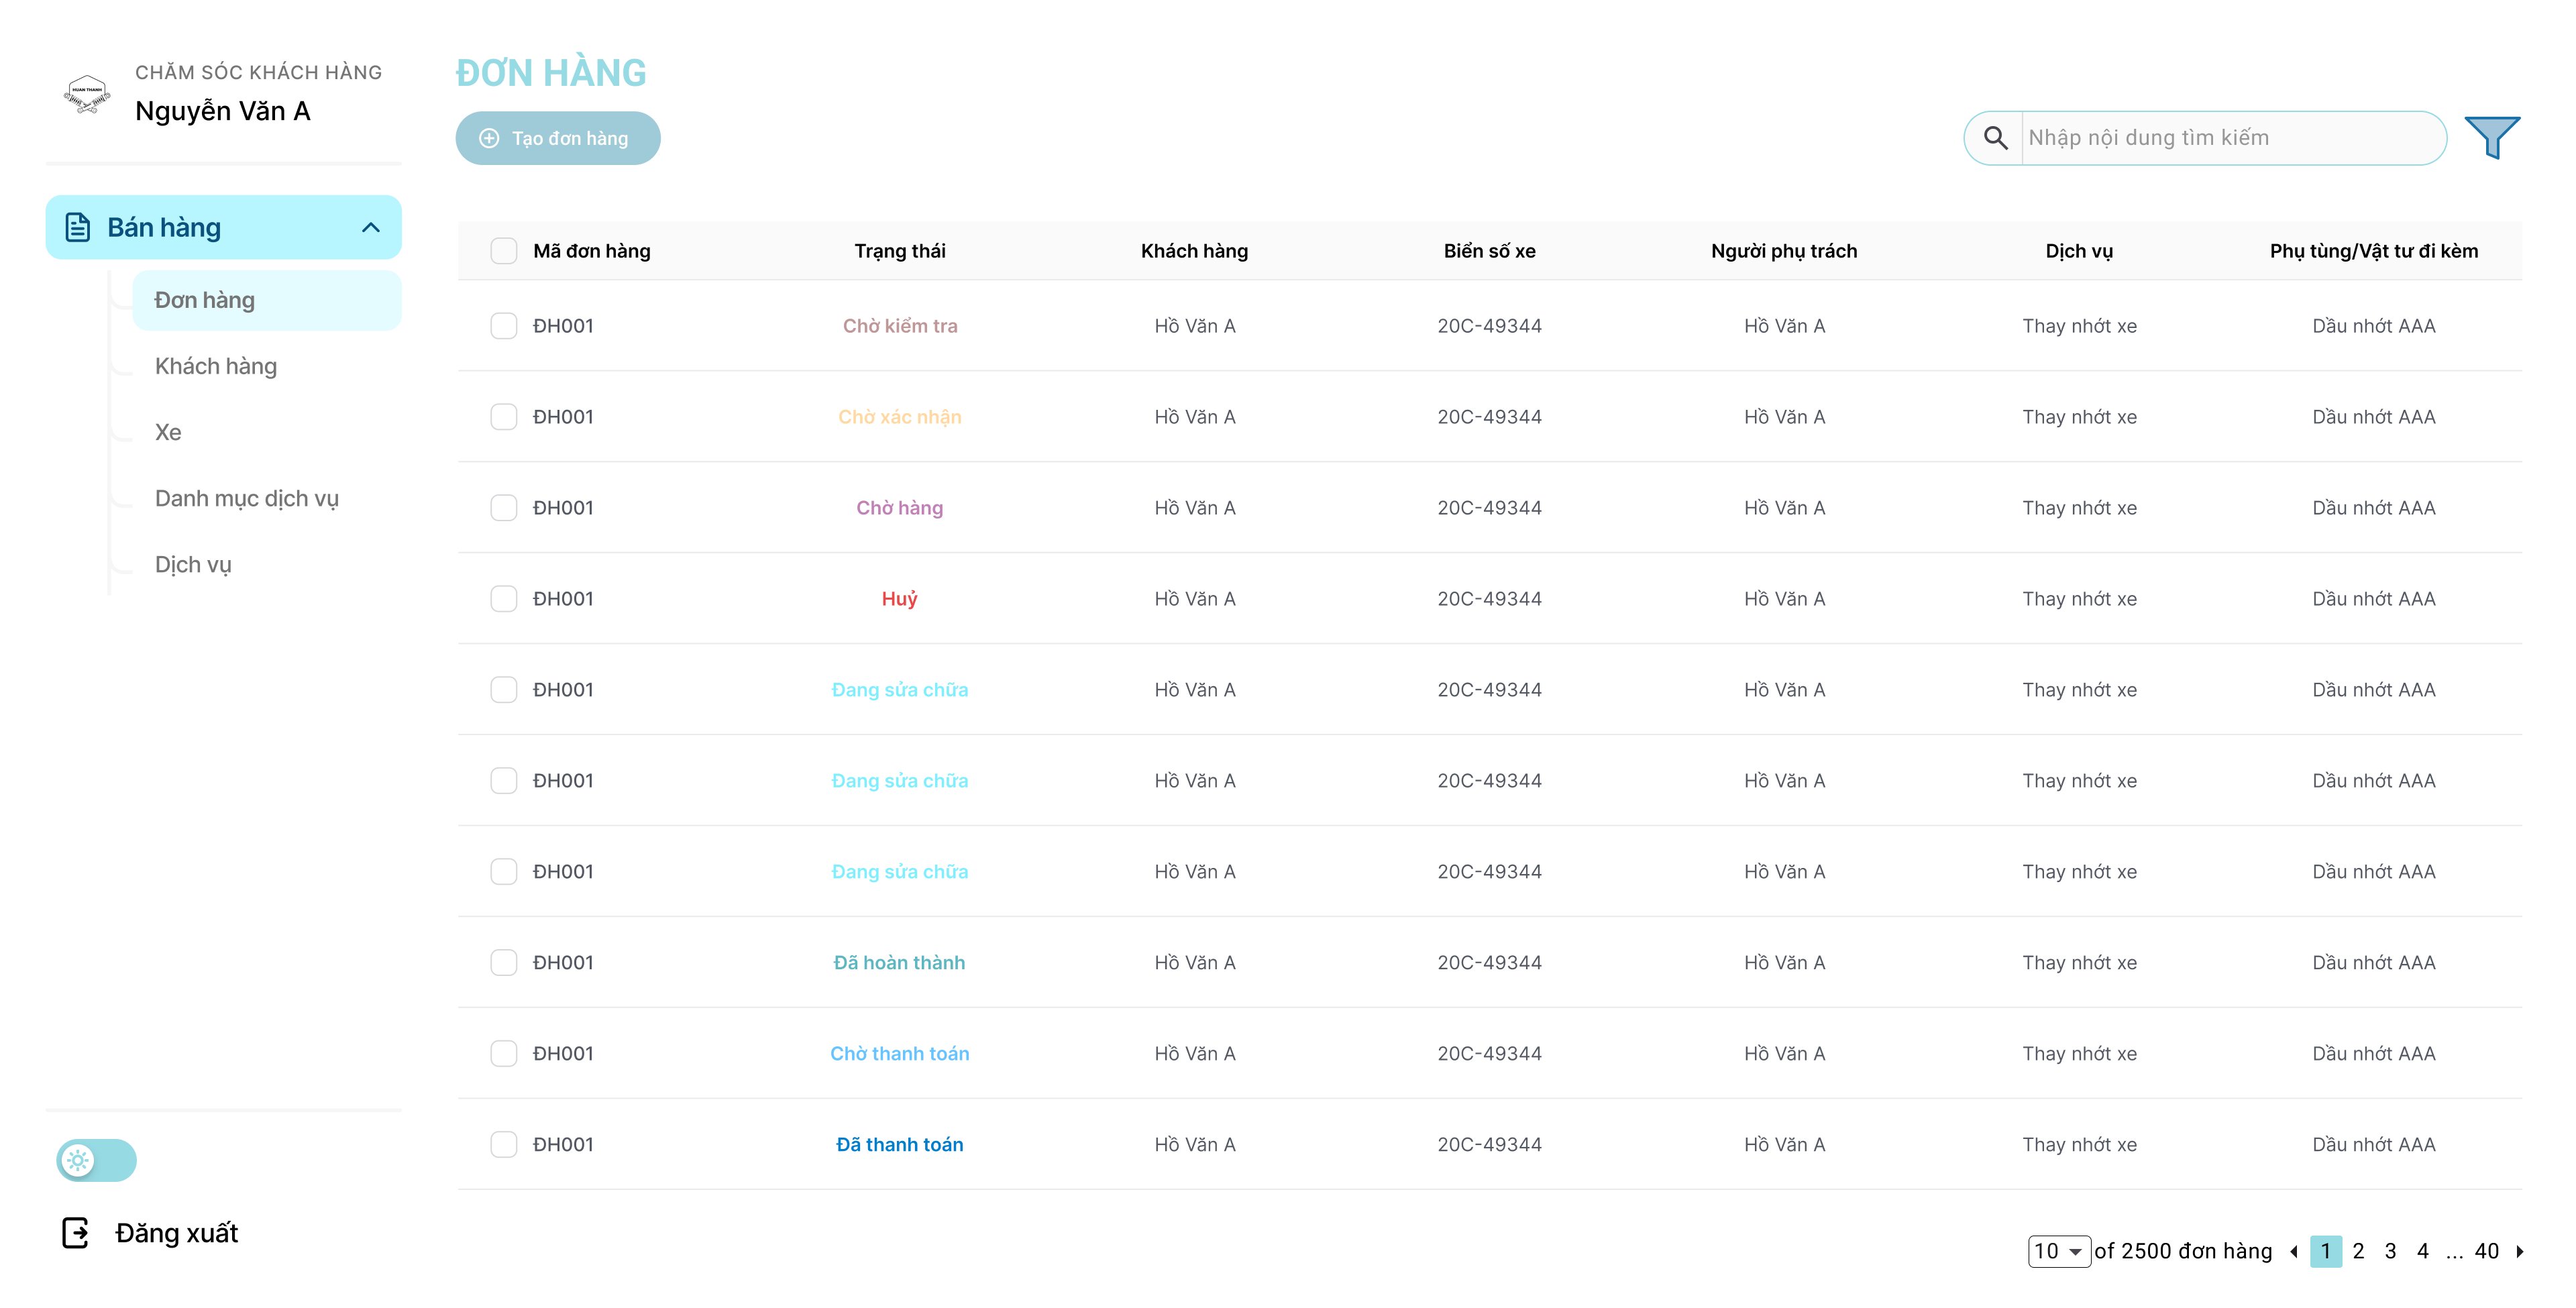 HUAN THANH
CHĂM SÓC KHÁCH HÀNG
Nguyễn Văn A
Bán hàng
Đơn hàng
Khách hàng
Xe
Danh mục dịch vụ
Dịch vụ
Đăng xuất
ĐƠN HÀNG
Tạo đơn hàng
Nhập nội dung tìm kiếm
Mã đơn hàng Trạng thái Khách hàng Biển số xe Người phụ trách Dịch vụ Phụ tùng/Vật tư đi kèm
ĐH001 Chờ kiểm tra Hồ Văn A 20C-49344 Hồ Văn A Thay nhớt xe Dầu nhớt AAA
ĐH001 Chờ xác nhận Hồ Văn A 20C-49344 Hồ Văn A Thay nhớt xe Dầu nhớt AAA
ĐH001 Chờ hàng Hồ Văn A 20C-49344 Hồ Văn A Thay nhớt xe Dầu nhớt AAA
ĐH001 Huỷ Hồ Văn A 20C-49344 Hồ Văn A Thay nhớt xe Dầu nhớt AAA
ĐH001 Đang sửa chữa Hồ Văn A 20C-49344 Hồ Văn A Thay nhớt xe Dầu nhớt AAA
ĐH001 Đang sửa chữa Hồ Văn A 20C-49344 Hồ Văn A Thay nhớt xe Dầu nhớt AAA
ĐH001 Đang sửa chữa Hồ Văn A 20C-49344 Hồ Văn A Thay nhớt xe Dầu nhớt AAA
ĐH001 Đã hoàn thành Hồ Văn A 20C-49344 Hồ Văn A Thay nhớt xe Dầu nhớt AAA
ĐH001 Chờ thanh toán Hồ Văn A 20C-49344 Hồ Văn A Thay nhớt xe Dầu nhớt AAA
ĐH001 Đã thanh toán Hồ Văn A 20C-49344 Hồ Văn A Thay nhớt xe Dầu nhớt AAA
10 of 2500 đơn hàng 1 2 3 4 ... 40